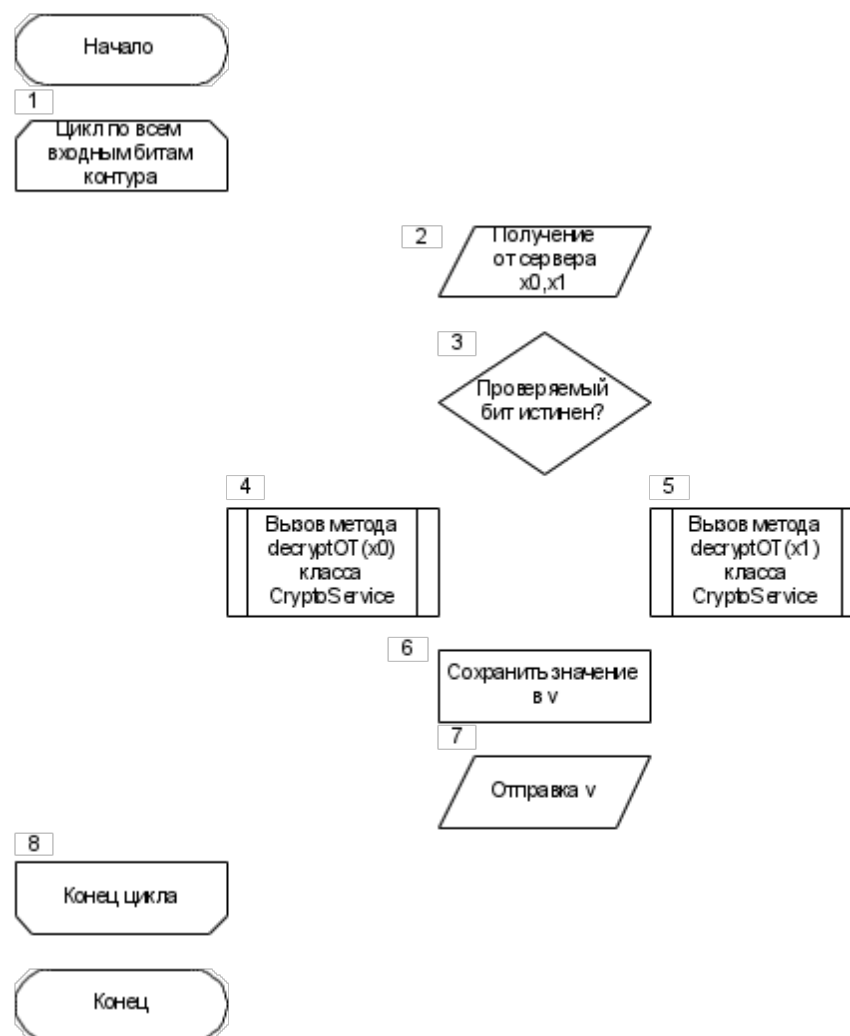 Начало
1
Цикл по всем
входным битам
контура
2
Получение
от сервера
x0,x1
3
Проверяемый
бит истинен?
4
Вызов метода
decryptOT(x0)
класса
CryptoService
5
Вызов метода
decryptOT(x1)
класса
CryptoService
6
Сохранить значение
в v
7
Отправка v
8
Конец цикла
Конец